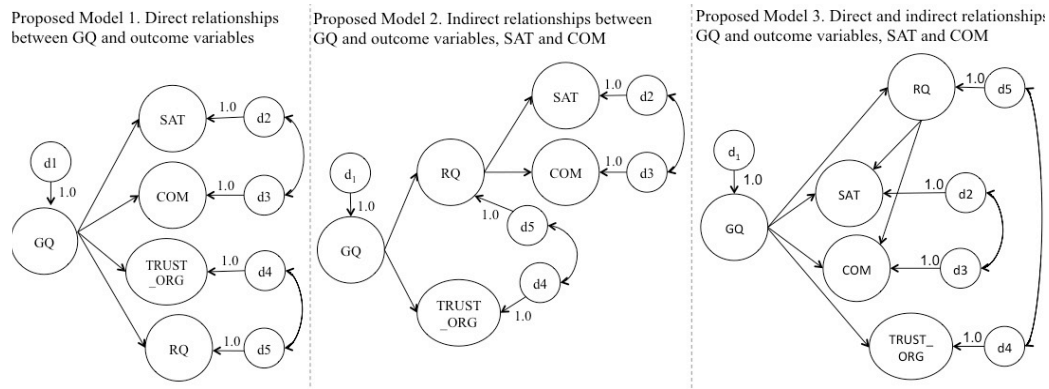 Proposed Model 1. Direct relationships
between GQ and outcome variables
SAT
1.0
d2
d1
1.0
COM
1.0
d3
GQ
TRUST
_ORG
1.0
d4
RQ
1.0
d5
Proposed Model 2. Indirect relationships between
GQ and outcome variables, SAT and COM
SAT
1.0
d2
d1
1.0
RQ
COM
1.0
d3
1.0
d5
GQ
d4
TRUST
_ORG
1.0
Proposed Model 3. Direct and indirect relationships
GQ and outcome variables, SAT and COM
RQ
1.0
d5
d1
1.0
SAT
1.0
d2
GQ
COM
1.0
d3
TRUST_
ORG
1.0
d4